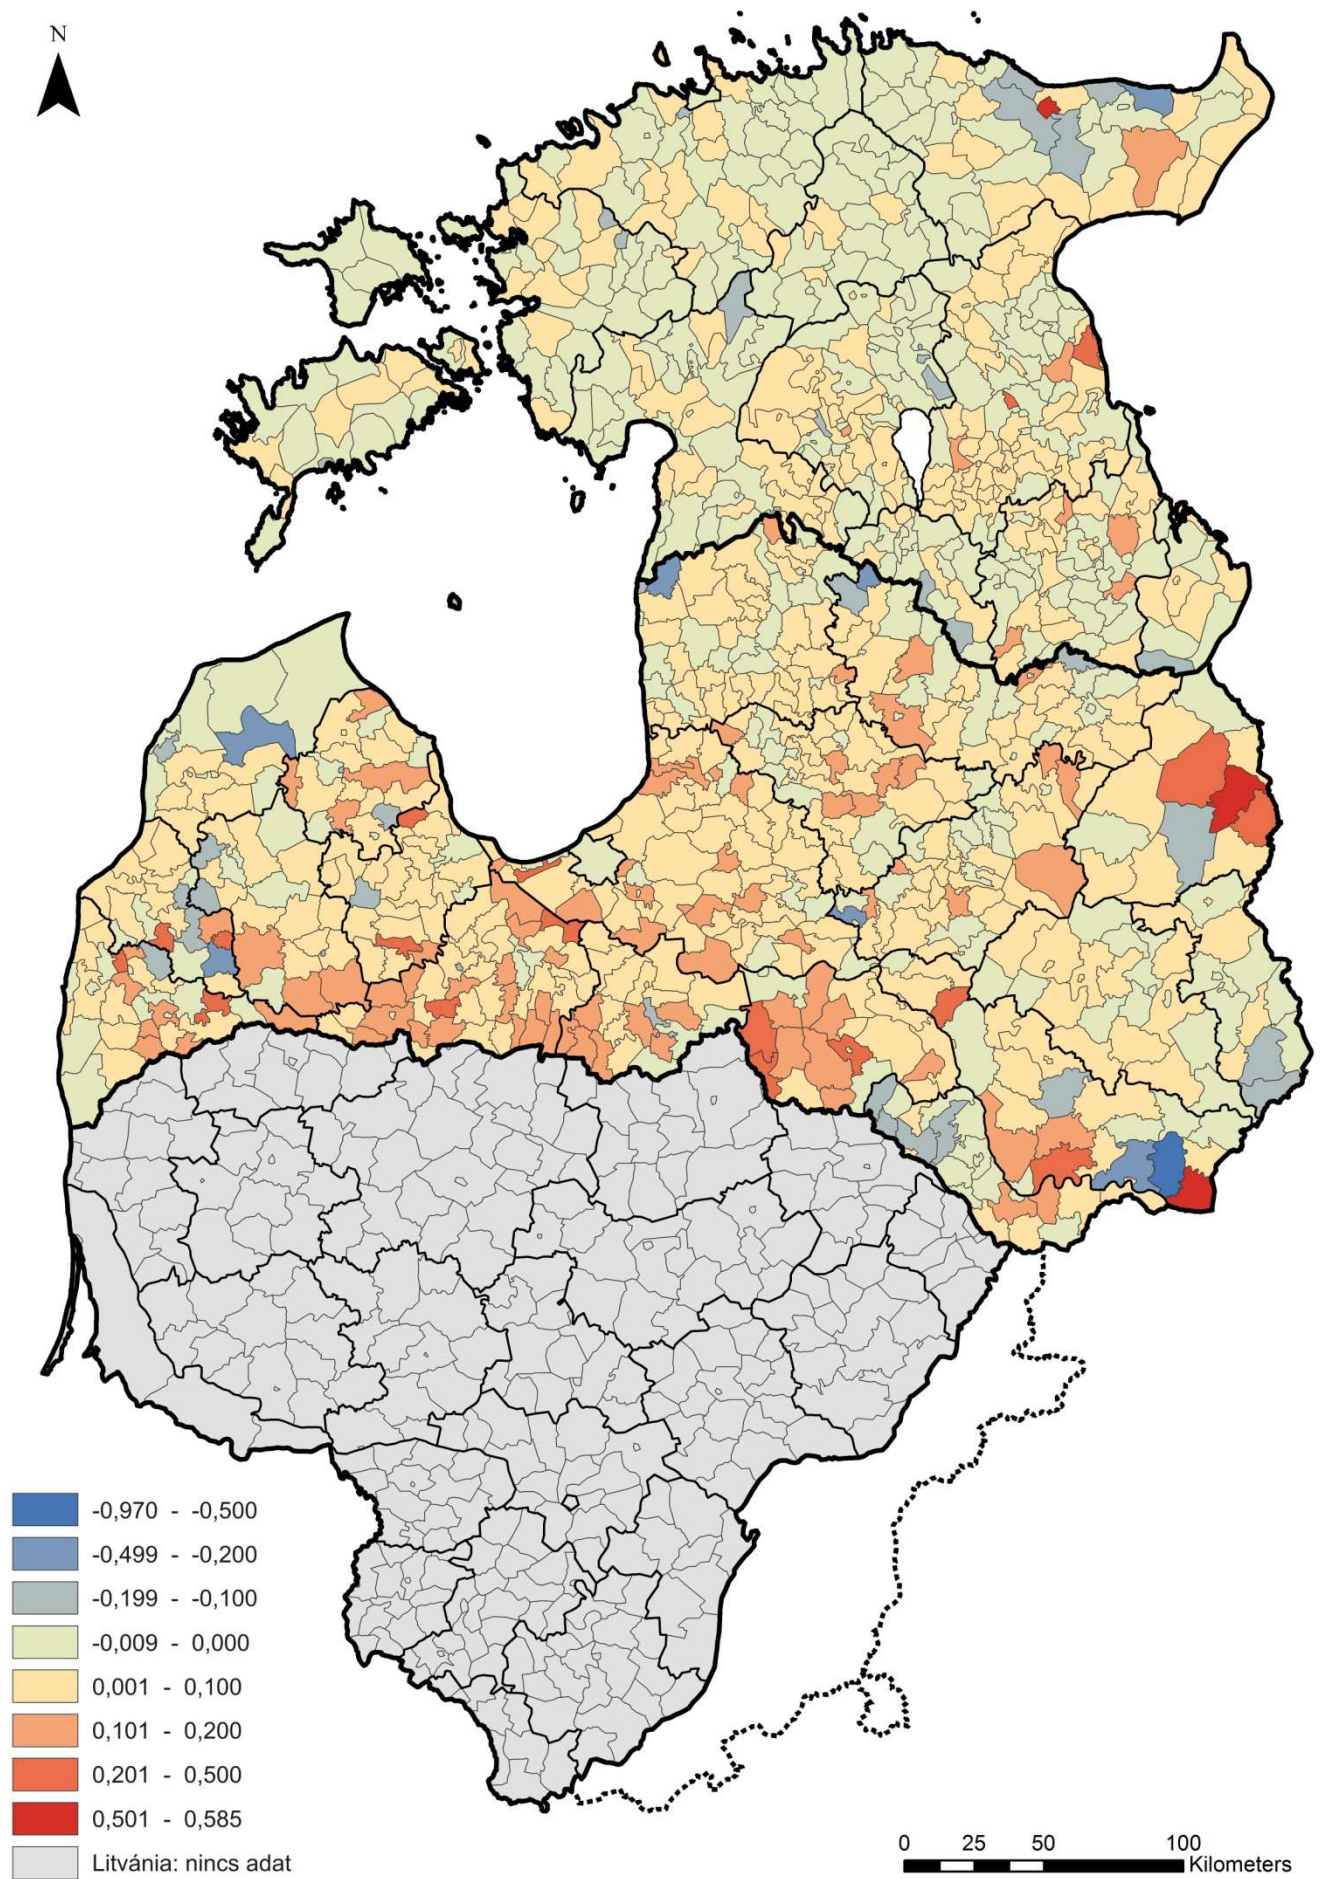 N
-0,970 - -0,500
-0,499 - -0,200
-0,199 - -0,100
-0,009 - 0,000
0,001 - 0,100
0,101 - 0,200
0,201 - 0,500
0,501 - 0,585
Litvánia: nincs adat
0 25 50 100
Kilometers